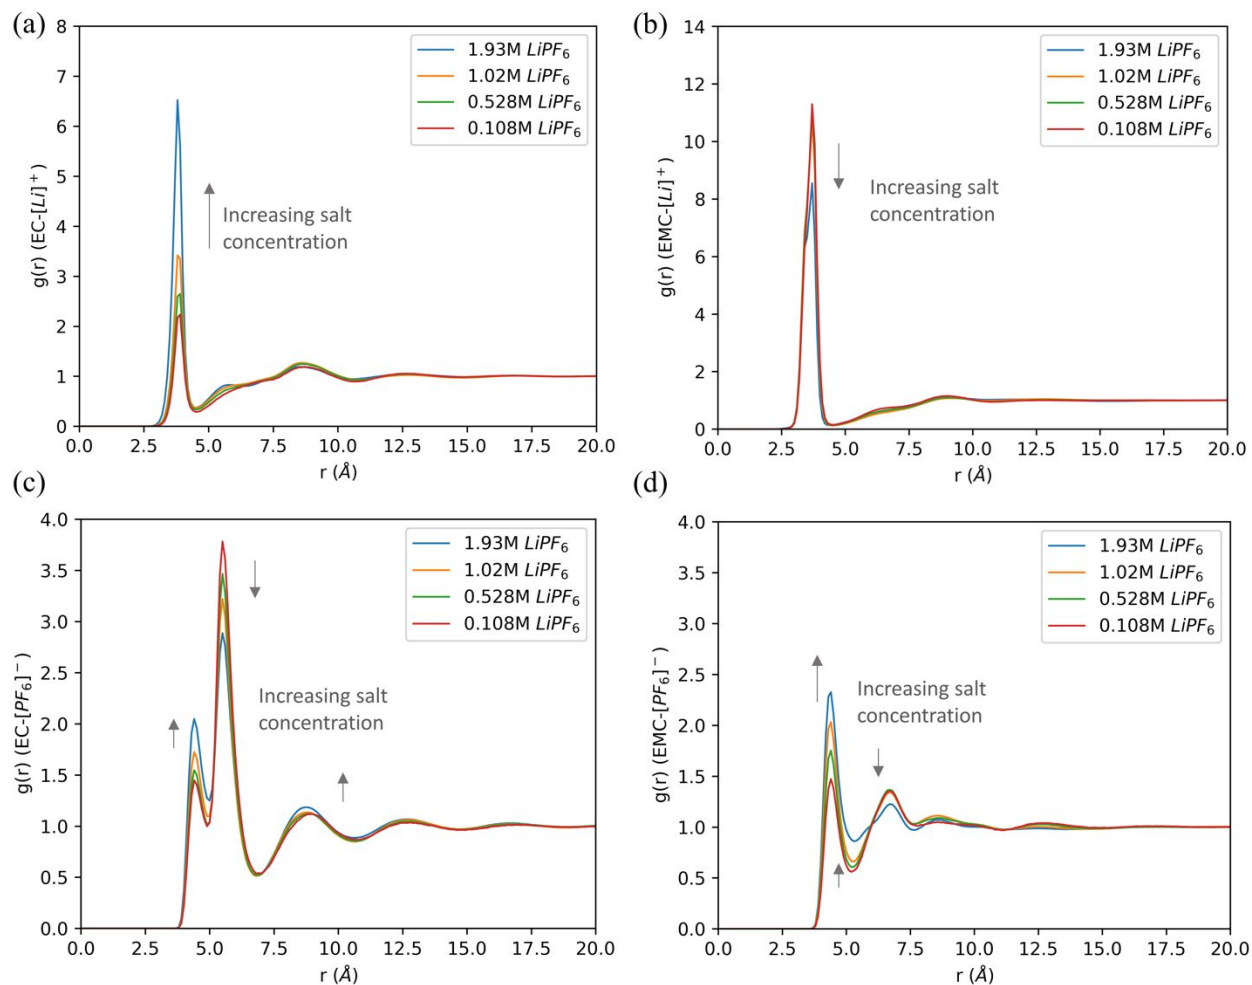 (a)
8
7
6
5
4
3
2
1
0
g(r) (EC-[Li]+)
1.93M LiPF6
1.02M LiPF6
0.528M LiPF6
0.108M LiPF6
Increasing salt
concentration
0.0 2.5 5.0 7.5 10.0 12.5 15.0 17.5 20.0
r (Å)
(b)
14
12
10
8
6
4
2
0
g(r) (EMC-[Li]+)
1.93M LiPF6
1.02M LiPF6
0.528M LiPF6
0.108M LiPF6
Increasing salt
concentration
0.0 2.5 5.0 7.5 10.0 12.5 15.0 17.5 20.0
r (Å)
(c)
4.0
3.5
3.0
2.5
2.0
1.5
1.0
0.5
0.0
g(r) (EC-[PF6]−)
1.93M LiPF6
1.02M LiPF6
0.528M LiPF6
0.108M LiPF6
Increasing salt
concentration
0.0 2.5 5.0 7.5 10.0 12.5 15.0 17.5 20.0
r (Å)
(d)
4.0
3.5
3.0
2.5
2.0
1.5
1.0
0.5
0.0
g(r) (EMC-[PF6]−)
1.93M LiPF6
1.02M LiPF6
0.528M LiPF6
0.108M LiPF6
Increasing salt
concentration
0.0 2.5 5.0 7.5 10.0 12.5 15.0 17.5 20.0
r (Å)